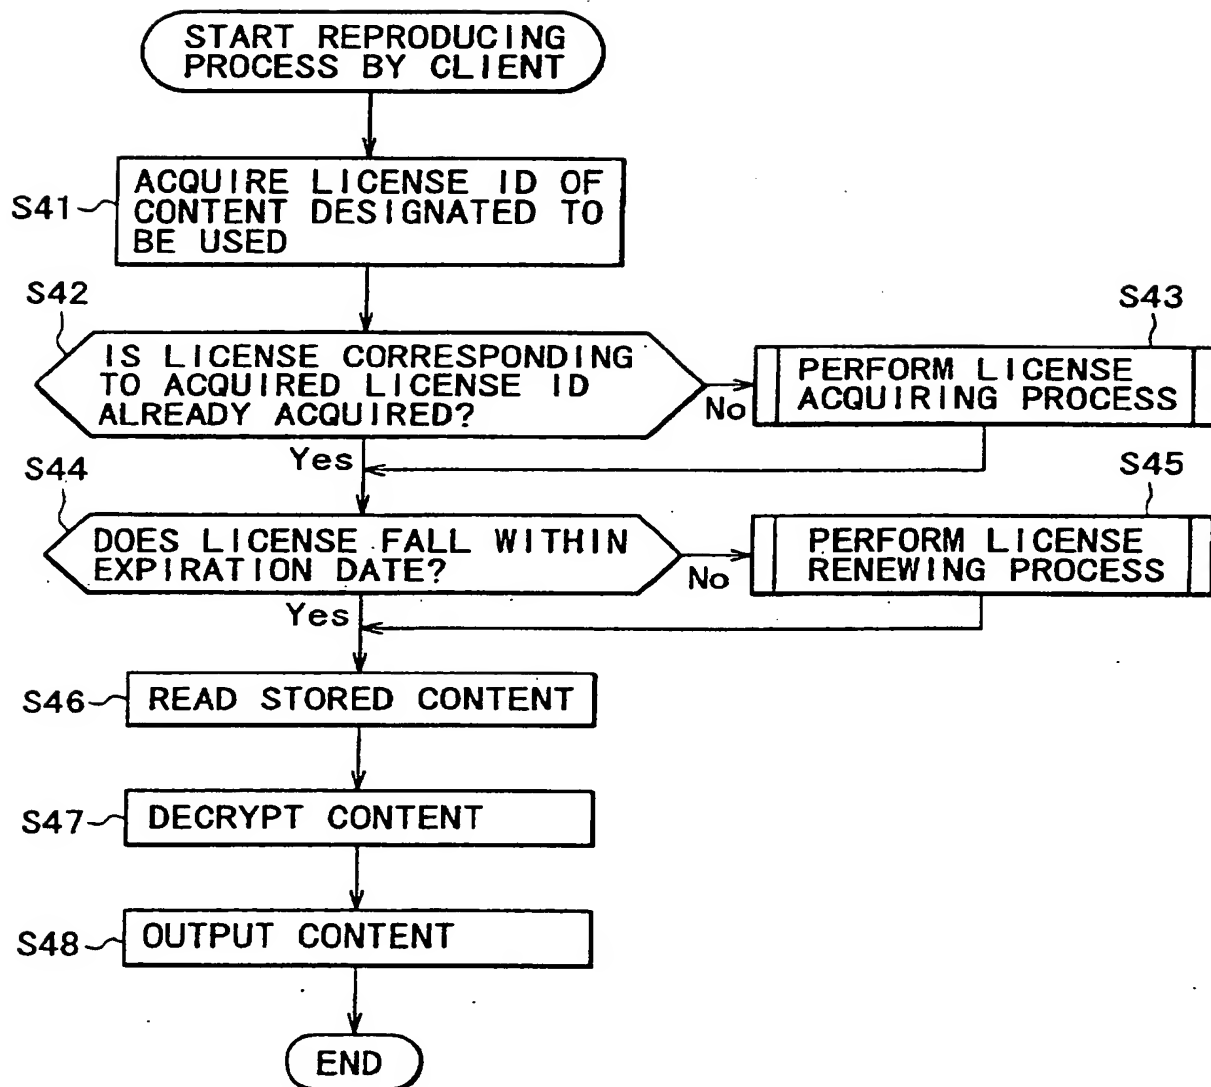 START REPRODUCING
PROCESS BY CLIENT
S41
ACQUIRE LICENSE ID OF
CONTENT DESIGNATED TO
BE USED
S42
IS LICENSE CORRESPONDING
TO ACQUIRED LICENSE ID
ALREADY ACQUIRED?
No
S43
PERFORM LICENSE
ACQUIRING PROCESS
Yes
S44
DOES LICENSE FALL WITHIN
EXPIRATION DATE?
No
S45
PERFORM LICENSE
RENEWING PROCESS
Yes
S46
READ STORED CONTENT
S47
DECRYPT CONTENT
S48
OUTPUT CONTENT
END